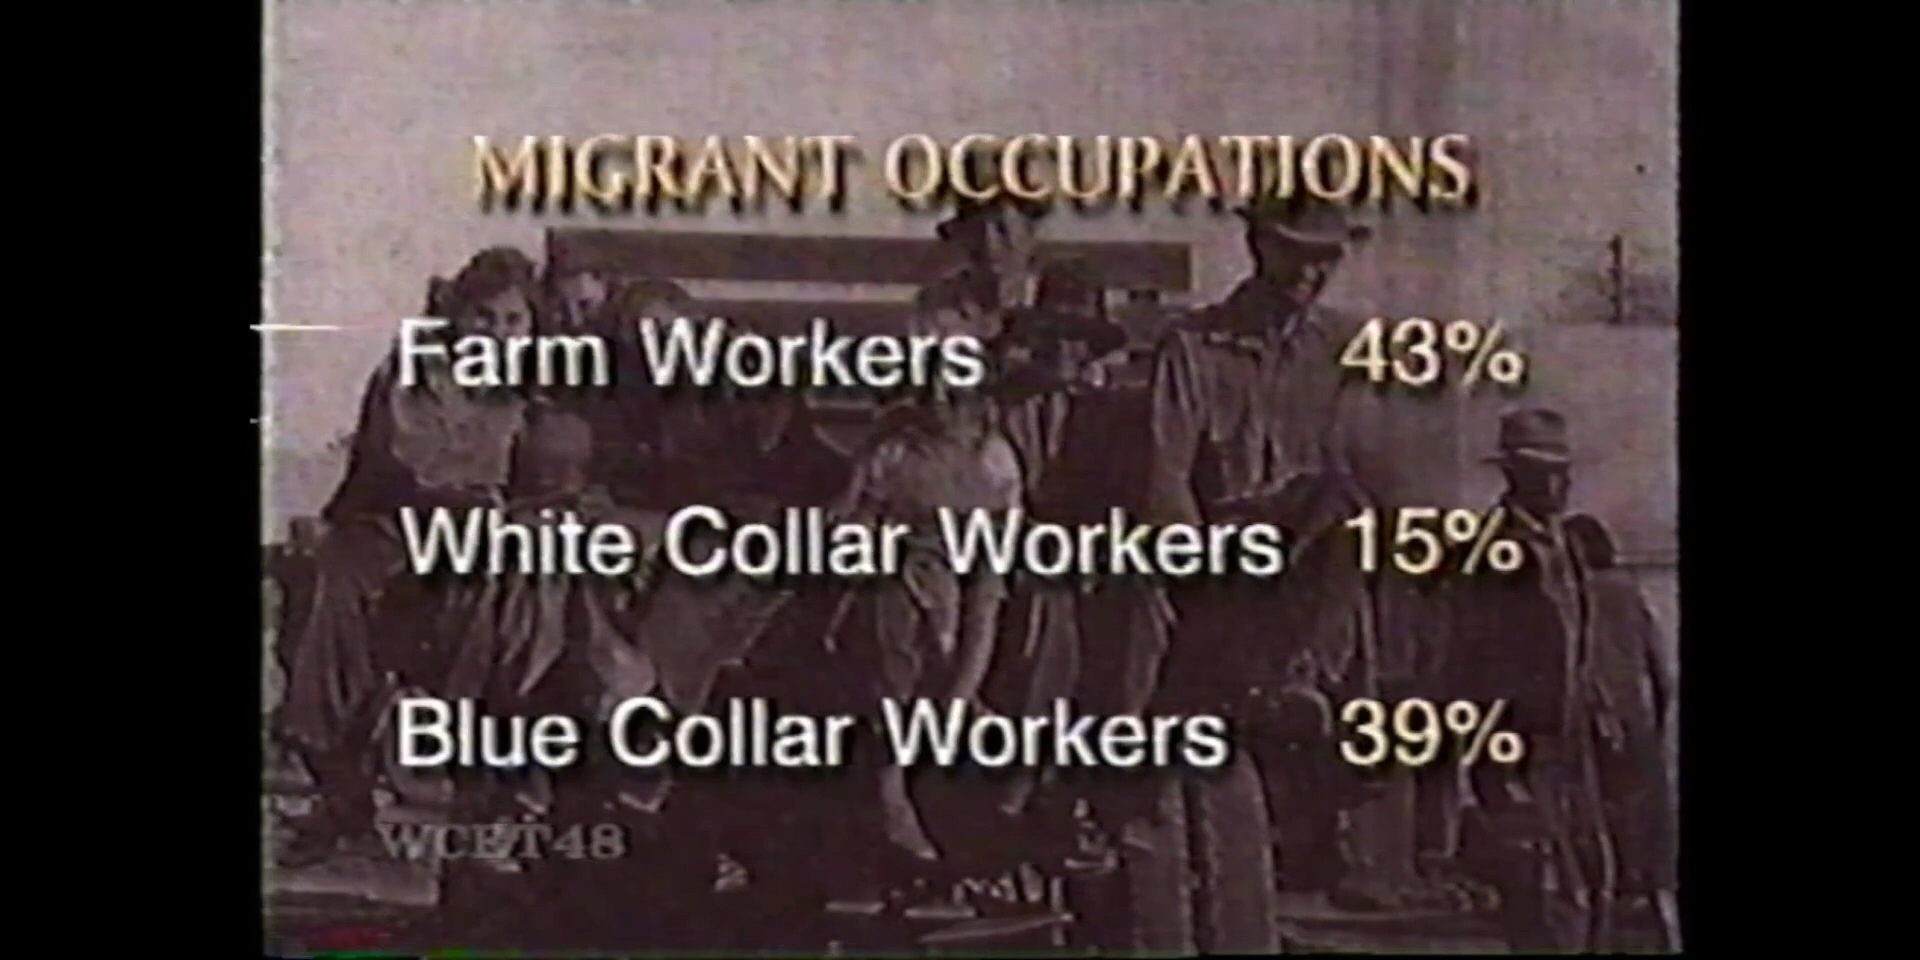 MIGRANT OCCUPATIONS
Farm Workers 43%
White Collar Workers 15%
Blue Collar Workers 39%
WCET48